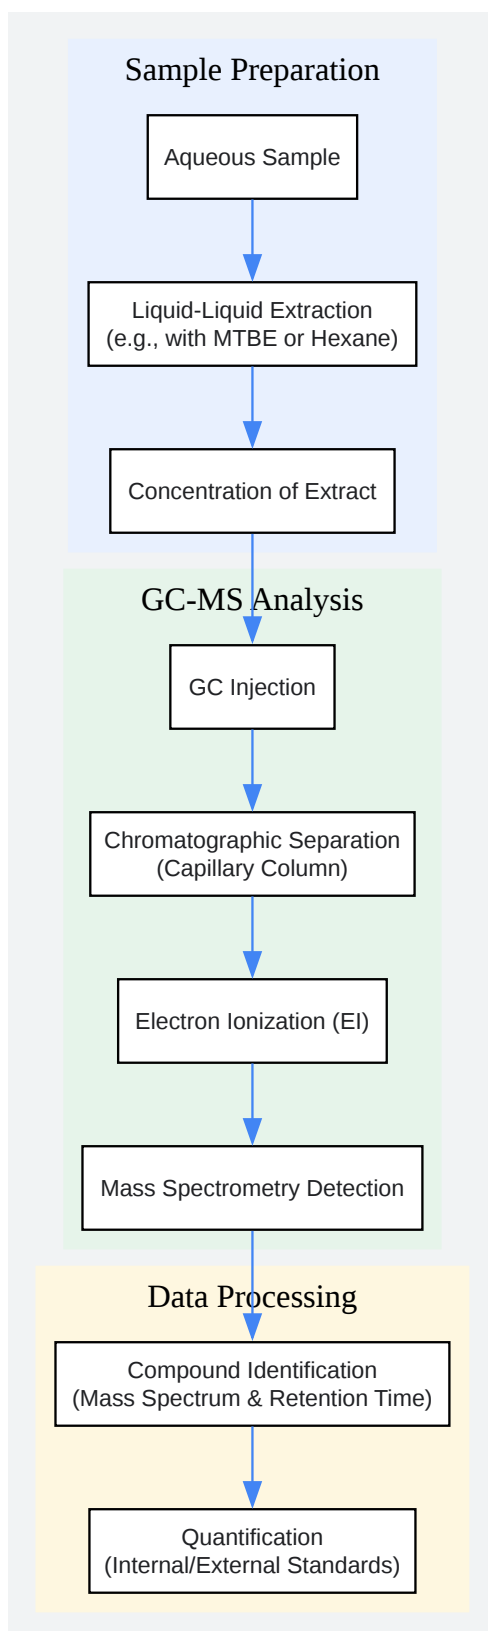 Sample Preparation
Aqueous Sample
Liquid-Liquid Extraction
(e.g., with MTBE or Hexane)
Concentration of Extract
GC-MS Analysis
GC Injection
Chromatographic Separation
(Capillary Column)
Electron Ionization (EI)
Mass Spectrometry Detection
Data Processing
Compound Identification
(Mass Spectrum & Retention Time)
Quantification
(Internal/External Standards)